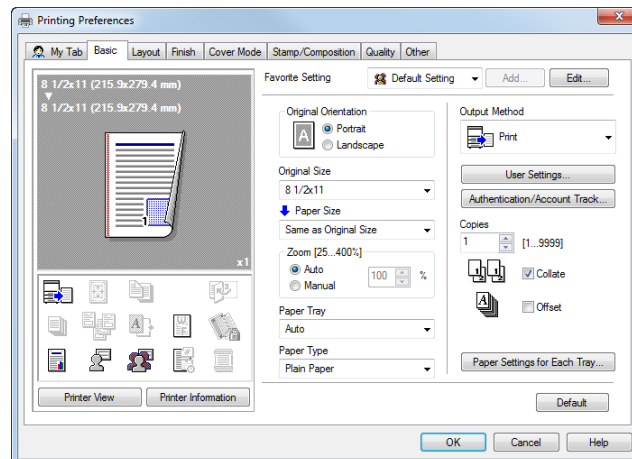 Printing Preferences
My Tab Basic Layout Finish Cover Mode Stamp/Composition Quality Other
8 1/2x11 (215.9x279.4 mm)
8 1/2x11 (215.9x279.4 mm)
1
x1
Printer View
Printer Information
Favorite Setting
Default Setting
Add...
Edit...
Original Orientation
A
Portrait
Landscape
Original Size
8 1/2x11
Paper Size
Same as Original Size
Zoom [25...400%]
Auto
Manual
100
%
Paper Tray
Auto
Paper Type
Plain Paper
Output Method
Print
User Settings...
Authentication/Account Track...
Copies
1
[1...9999]
Collate
Offset
Paper Settings for Each Tray...
Default
OK
Cancel
Help